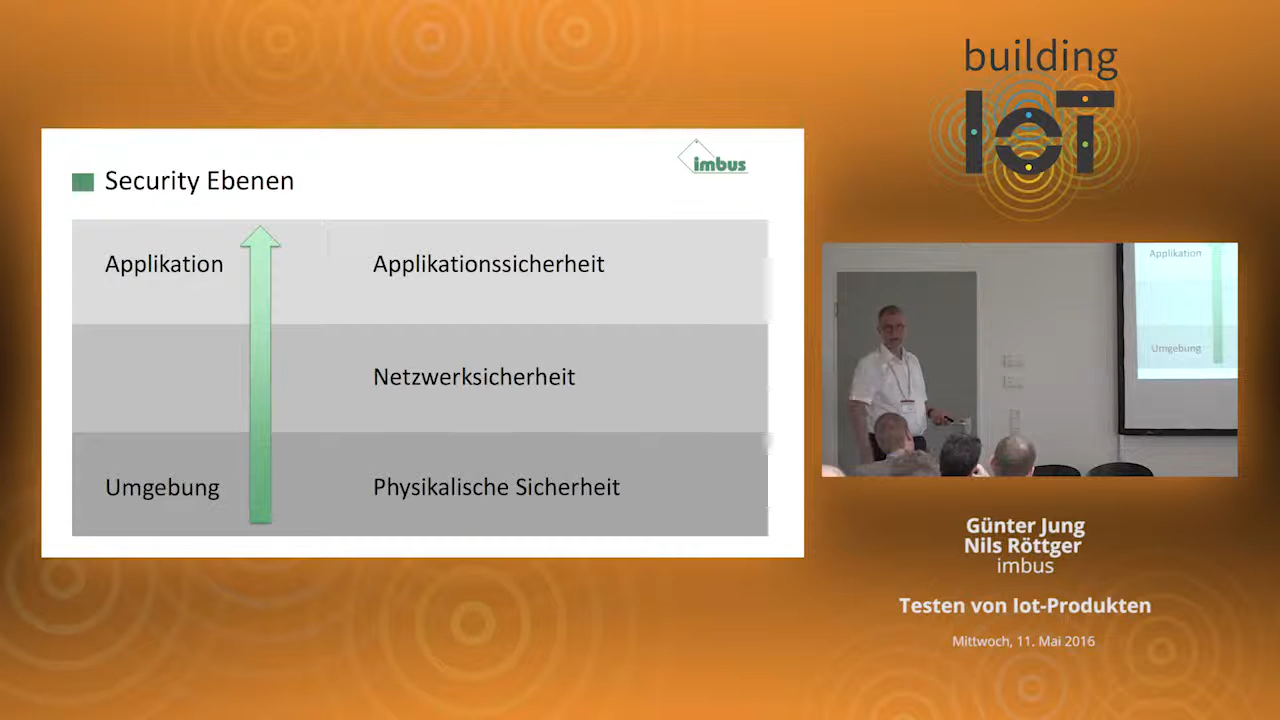 building
IoT
imbus
Security Ebenen
Applikation
Applikationssicherheit
Netzwerksicherheit
Umgebung
Physikalische Sicherheit
Applikation
Umgebung
Günter Jung
Nils Röttger
imbus
Testen von Iot-Produkten
Mittwoch, 11. Mai 2016